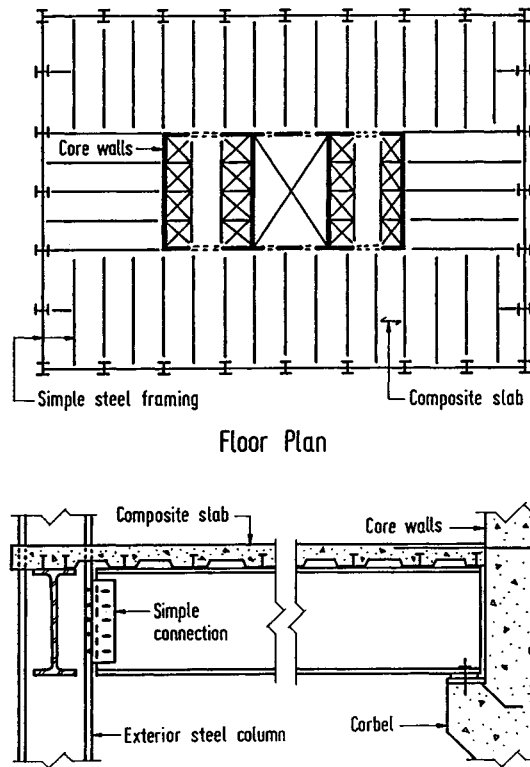 Core walls
Simple steel framing
Composite slab
Floor Plan
Composite slab
Core walls
Simple
connection
Exterior steel column
Corbel